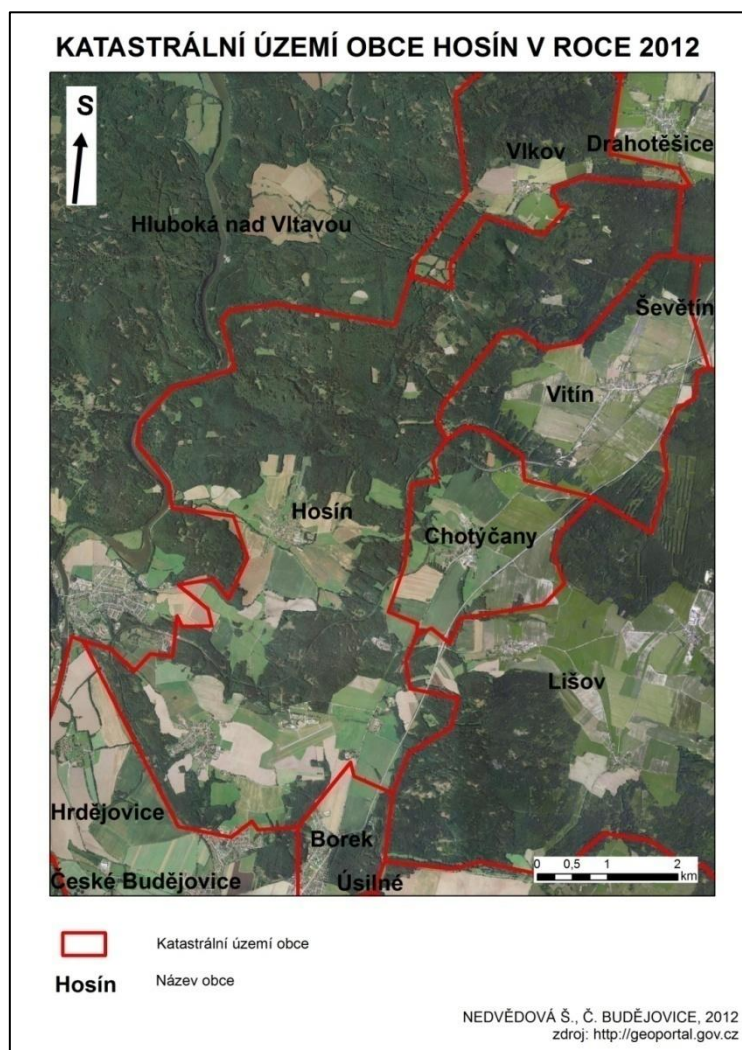 KATASTRÁLNÍ ÚZEMÍ OBCE HOSÍN V ROCE 2012
S
Vlkov
Drahotěšice
Hluboká nad Vltavou
Ševětín
Vitín
Hosín
Chotýčany
Lišov
Hrdějovice
Borek
České Budějovice
Úsilné
0 0,5 1 2
km
Katastrální území obce
Hosín Název obce
NEDVĚDOVÁ Š., Č. BUDĚJOVICE, 2012
zdroj: http://geoportal.gov.cz